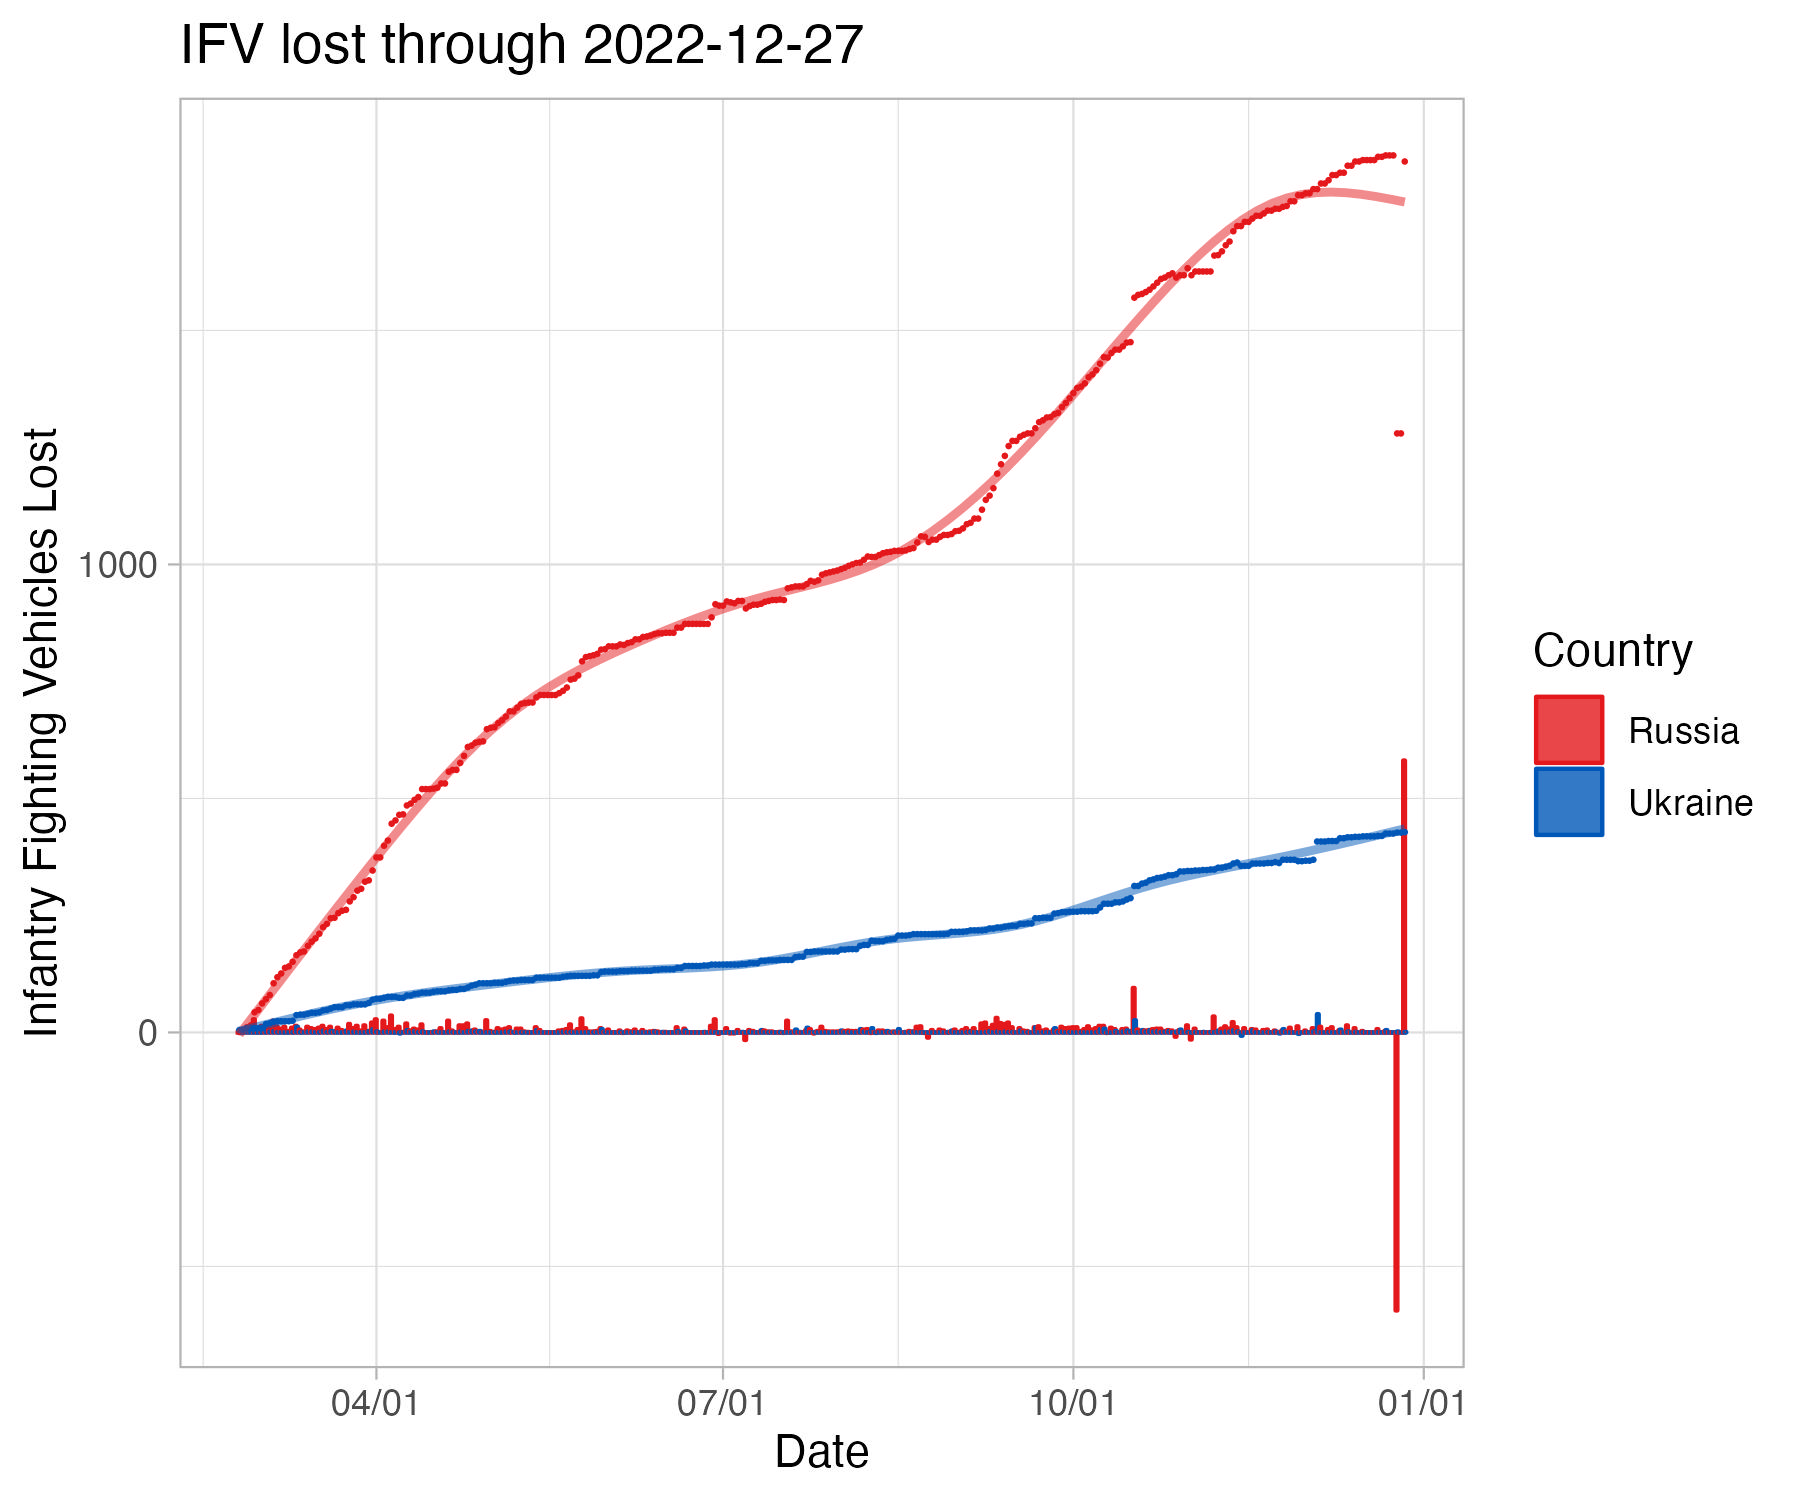 IFV lost through 2022-12-27
Infantry Fighting Vehicles Lost
1000
0
04/01
07/01
10/01
01/01
Date
Country
Russia
Ukraine